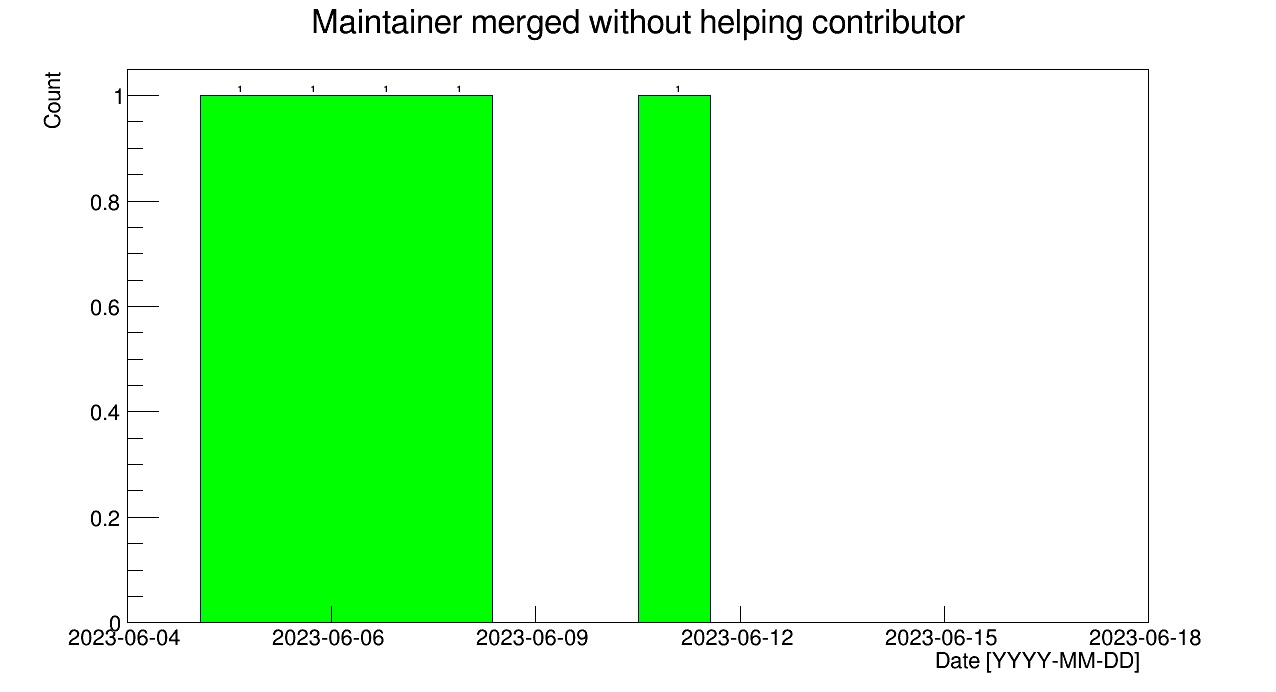 Maintainer merged without helping contributor
Count
1 1 1 1 1
1
0.8
0.6
0.4
0.2
0
2023-06-04 2023-06-06 2023-06-09 2023-06-12 2023-06-15 2023-06-18
Date [YYYY-MM-DD]